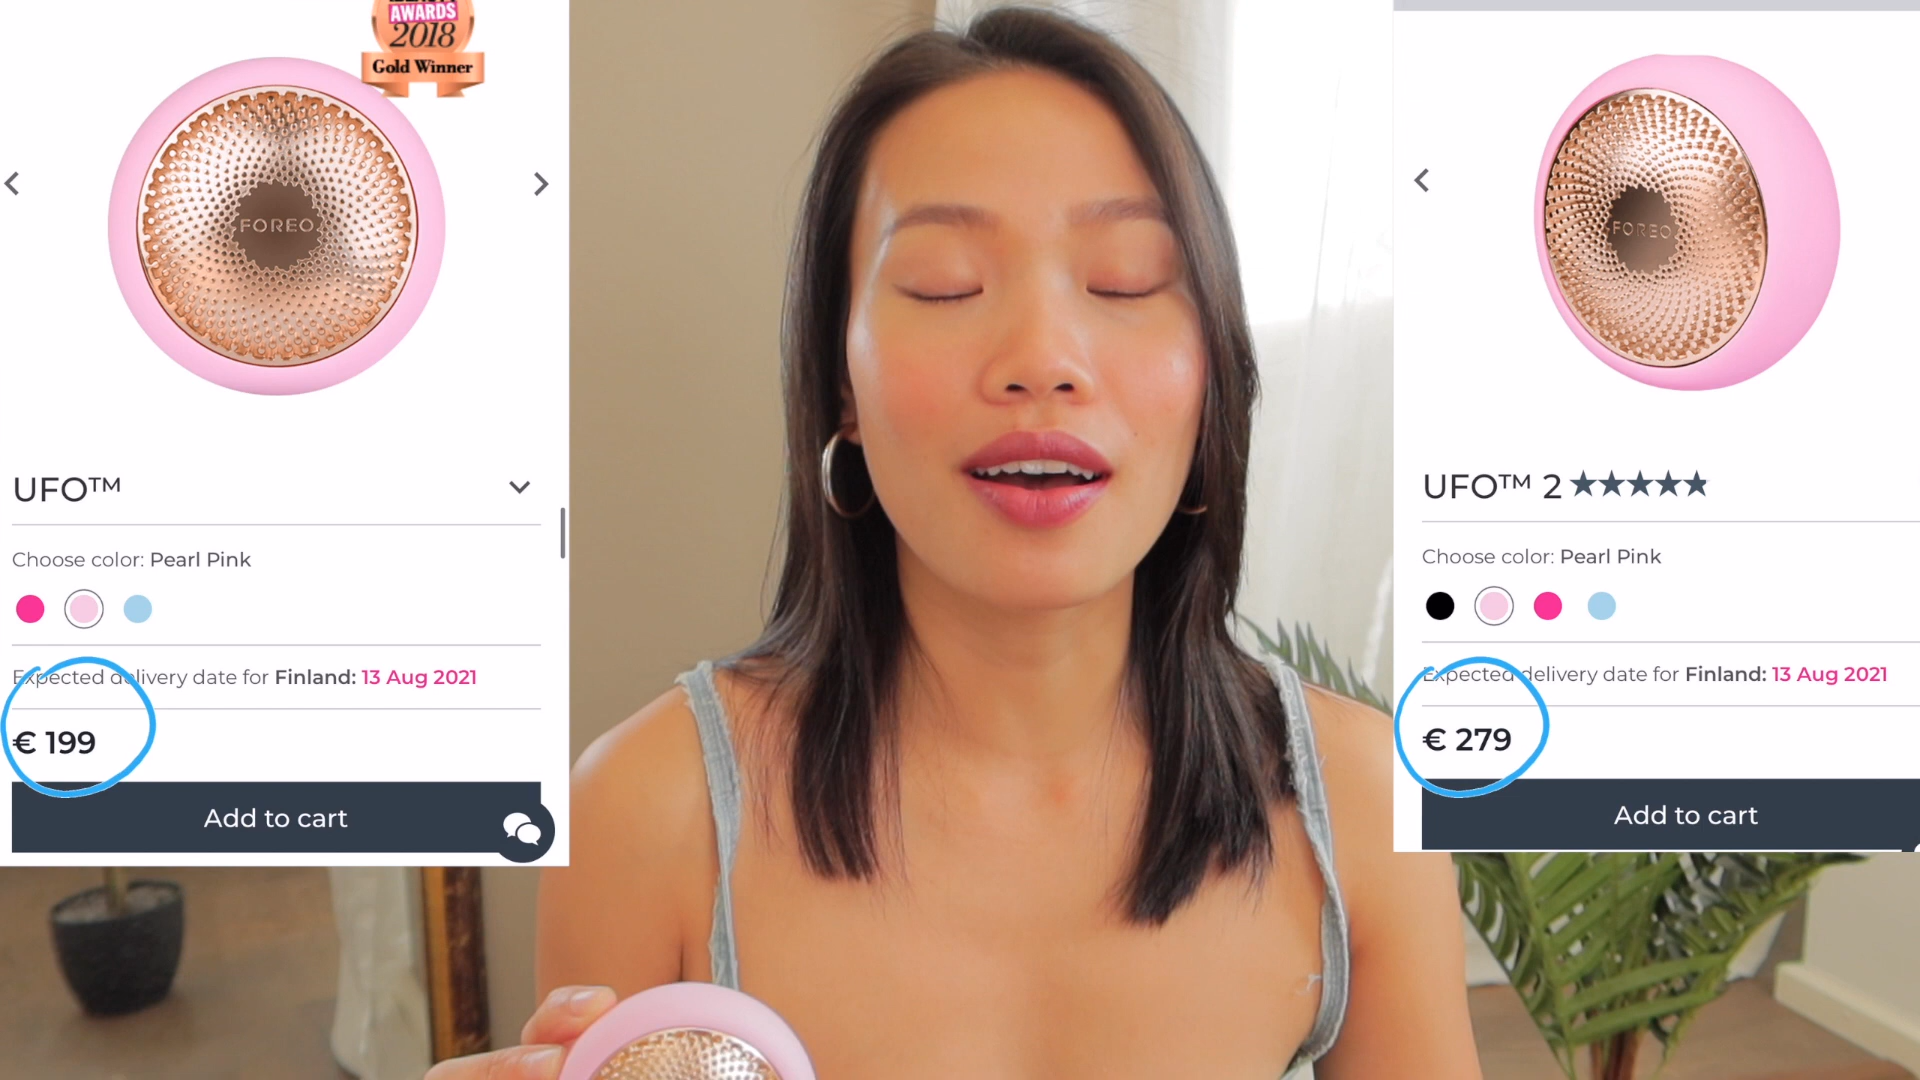 AWARDS
2018
Gold Winner
FOREO
UFO™
Choose color: Pearl Pink
Expected delivery date for Finland: 13 Aug 2021
€ 199
Add to cart
FOREO
UFO™ 2
Choose color: Pearl Pink
Expected delivery date for Finland: 13 Aug 2021
€ 279
Add to cart